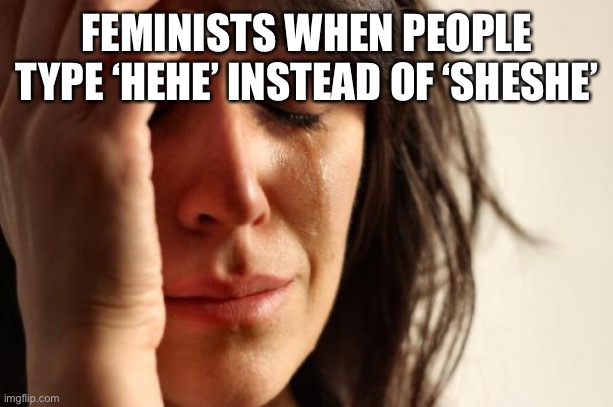 FEMINISTS WHEN PEOPLE
TYPE ‘HEHE’ INSTEAD OF ‘SHESHE’
imgflip.com